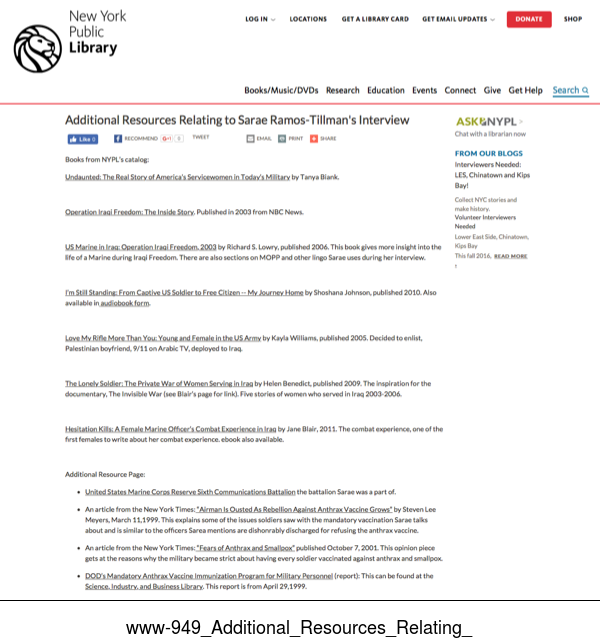 New York
Public
Library
LOG IN
LOCATIONS
GET A LIBRARY CARD
GET EMAIL UPDATES
DONATE
SHOP
Books/Music/DVDs Research Education Events Connect Give Get Help Search
Additional Resources Relating to Sarae Ramos-Tillman's Interview
Like 0 RECOMMEND G+1 0 TWEET EMAIL PRINT SHARE
Books from NYPL's catalog:
Undaunted: The Real Story of America's Servicewomen in Today's Military by Tanya Biank.
Operation Iraqi Freedom: The Inside Story. Published in 2003 from NBC News.
US Marine in Iraq: Operation Iraqi Freedom, 2003 by Richard S. Lowry, published 2006. This book gives more insight into the
life of a Marine during Iraqi Freedom. There are also sections on MOPP and other lingo Sarae uses during her interview.
I'm Still Standing: From Captive US Soldier to Free Citizen -- My Journey Home by Shoshana Johnson, published 2010. Also
available in audiobook form.
Love My Rifle More Than You: Young and Female in the US Army by Kayla Williams, published 2005. Decided to enlist,
Palestinian boyfriend, 9/11 on Arabic TV, deployed to Iraq.
The Lonely Soldier: The Private War of Women Serving in Iraq by Helen Benedict, published 2009. The inspiration for the
documentary, The Invisible War (see Blair's page for link). Five stories of women who served in Iraq 2003-2006.
Hesitation Kills: A Female Marine Officer's Combat Experience in Iraq by Jane Blair, 2011. The combat experience, one of the
first females to write about her combat experience. ebook also available.
Additional Resource Page:
• United States Marine Corps Reserve Sixth Communications Battalion the battalion Sarae was a part of.
• An article from the New York Times: "Airman Is Ousted As Rebellion Against Anthrax Vaccine Grows" by Steven Lee
Meyers, March 11,1999. This explains some of the issues soldiers saw with the mandatory vaccination Sarae talks
about and is similar to the officers Sarea mentions are dishonrably discharged for refusing the anthrax vaccine.
• An article from the New York Times: "Fears of Anthrax and Smallpox" published October 7, 2001. This opinion piece
gets at the reasons why the military became strict about having every soldier vaccinated against anthrax and smallpox.
• DOD's Mandatory Anthrax Vaccine Immunization Program for Military Personnel (report): This can be found at the
Science, Industry, and Business Library. This report is from April 29,1999.
ASK NYPL
Chat with a librarian now
FROM OUR BLOGS
Interviewers Needed:
LES, Chinatown and Kips
Bay!
Collect NYC stories and
make history.
Volunteer Interviewers
Needed
Lower East Side, Chinatown,
Kips Bay
This fall 2016. READ MORE
www-949_Additional_Resources_Relating_